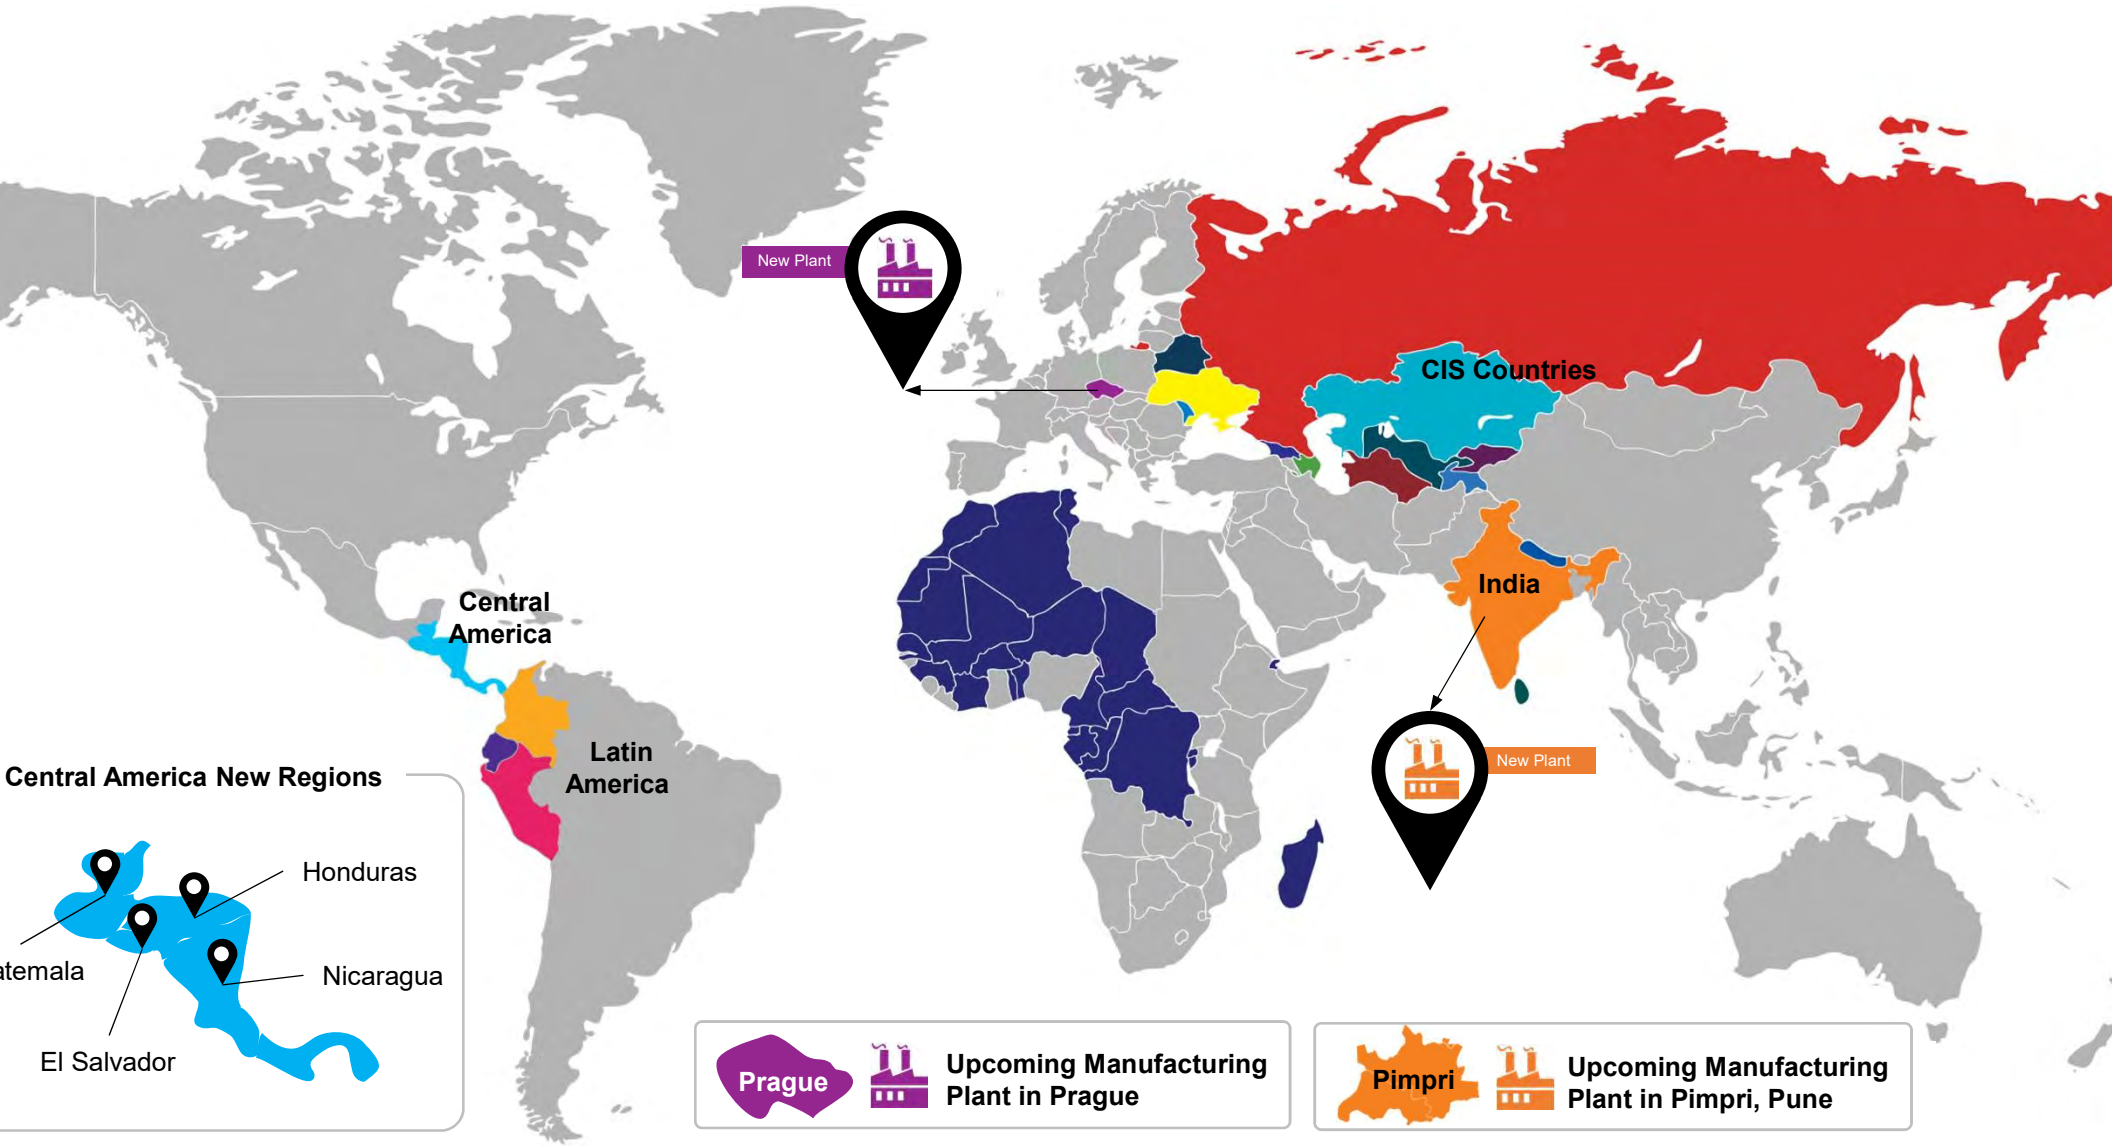 New Plant
CIS Countries
India
Central
America
Latin
America
New Plant
Central America New Regions
Honduras
atemala
Nicaragua
El Salvador
Prague
Upcoming Manufacturing
Plant in Prague
Pimpri
Upcoming Manufacturing
Plant in Pimpri, Pune